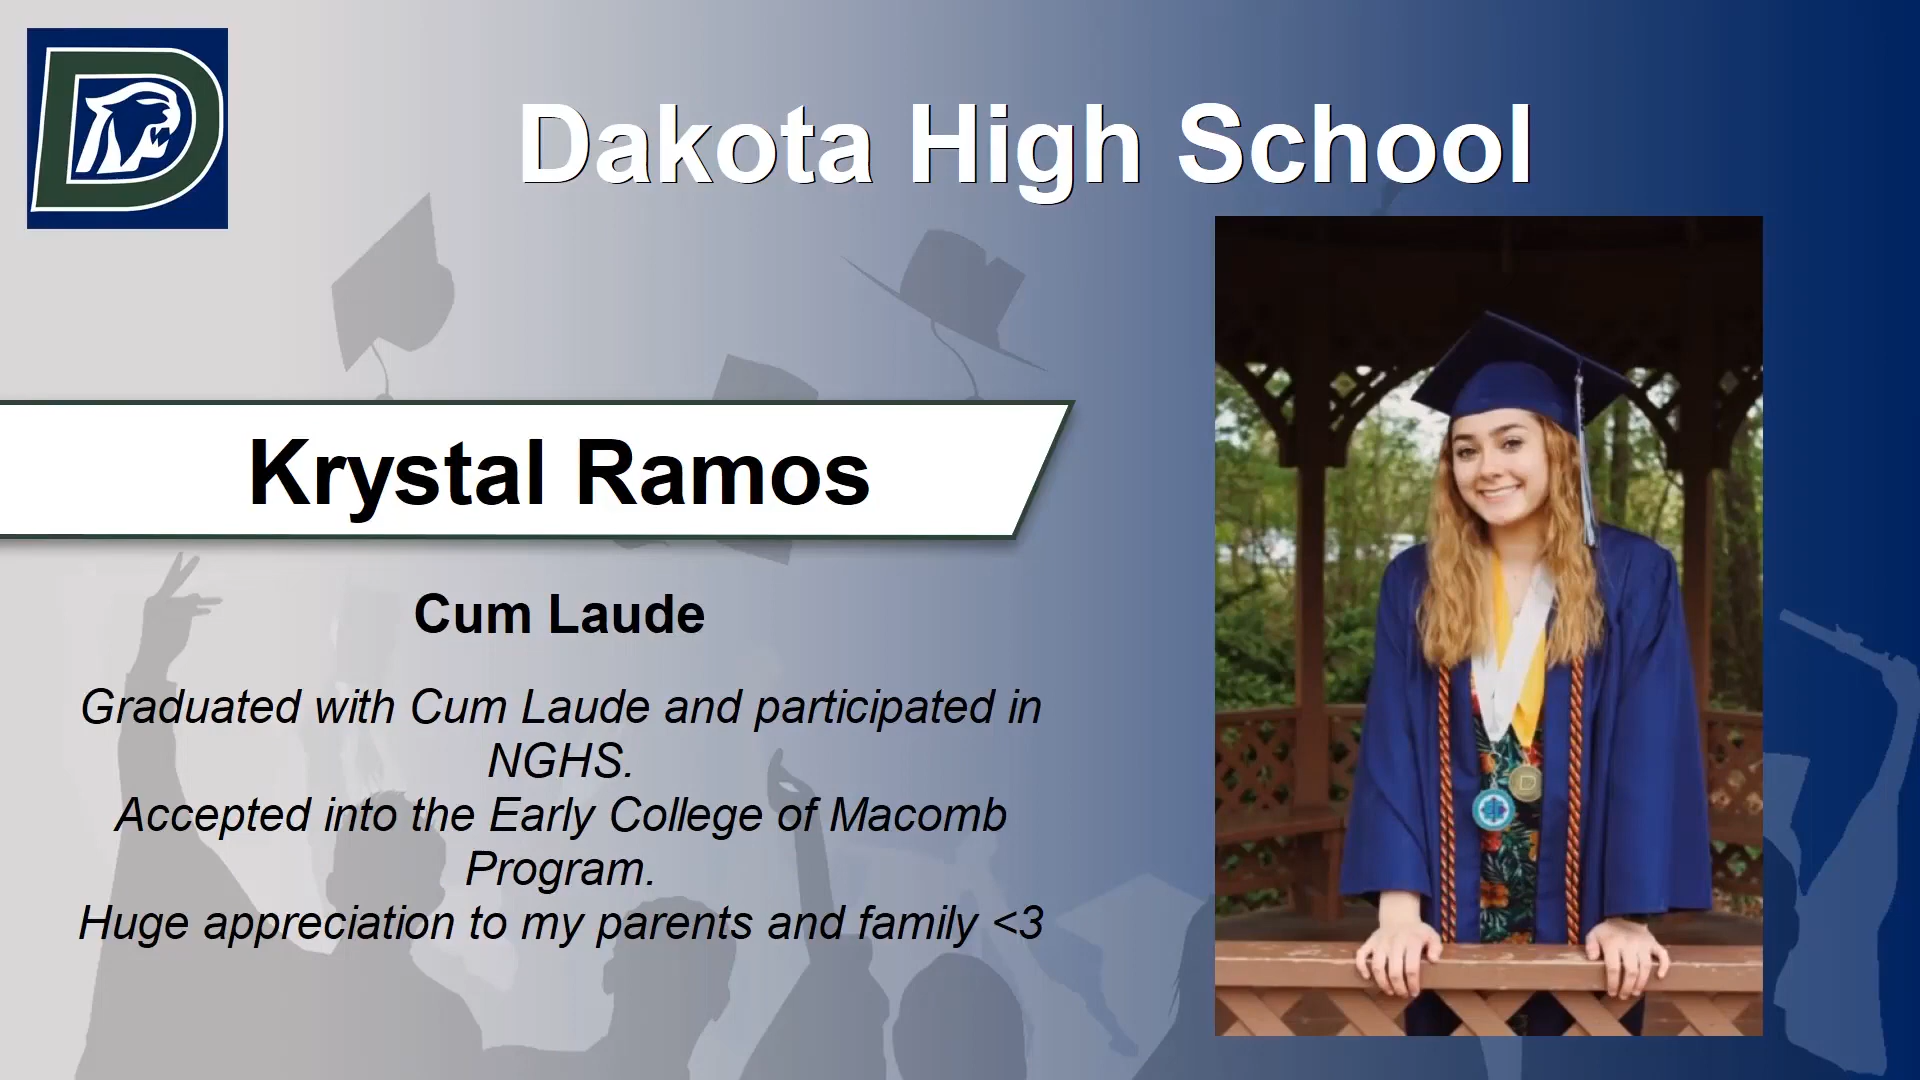 D
Dakota High School
Krystal Ramos
Cum Laude
Graduated with Cum Laude and participated in
NGHS.
Accepted into the Early College of Macomb
Program.
Huge appreciation to my parents and family <3